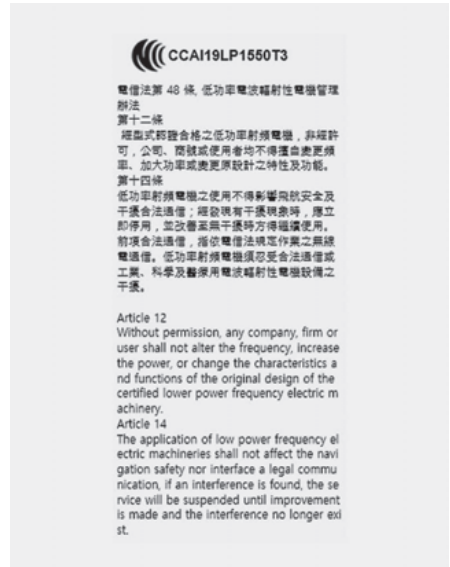 CCAI19LP1550T3
電信法第 48 條, 低功率電波輻射性電機管理
辦法
第十二條
經型式認證合格之低功率射頻電機，非經許
可，公司、商號或使用者均不得擅自變更頻
率、加大功率或變更原設計之特性及功能。
第十四條
低功率射頻電機之使用不得影響飛航安全及
干擾合法通信；經發現有干擾現象時，應立
即停用，並改善至無干擾時方得繼續使用。
前項合法通信，指依電信法規定作業之無線
電通信。低功率射頻電機須忍受合法通信或
工業、科學及醫療用電波輻射性電機設備之
干擾。
Article 12
Without permission, any company, firm or
user shall not alter the frequency, increase
the power, or change the characteristics a
nd functions of the original design of the
certified lower power frequency electric m
achinery.
Article 14
The application of low power frequency el
ectric machineries shall not affect the navi
gation safety nor interface a legal commu
nication, if an interference is found, the se
rvice will be suspended until improvement
is made and the interference no longer exi
st.